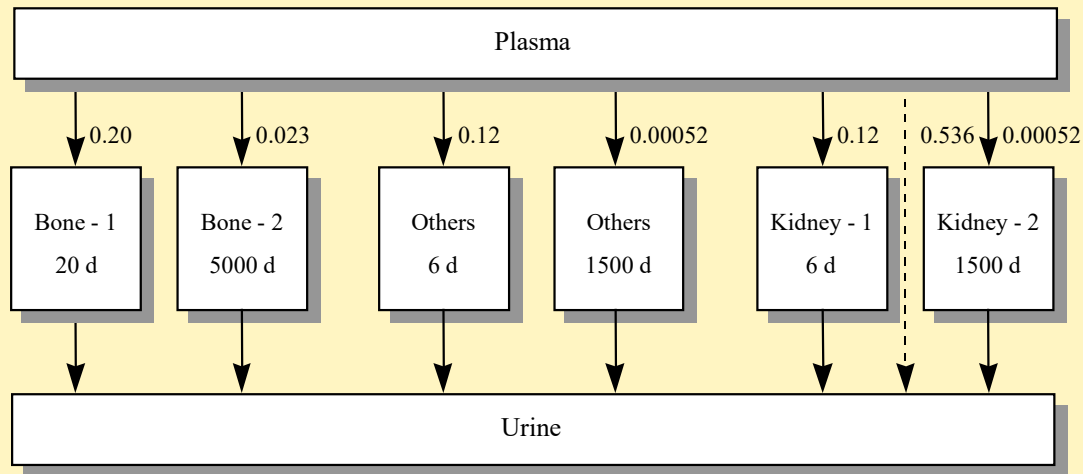 Plasma
0.20
0.023
0.12
0.00052
0.12
0.536
0.00052
Bone - 1
20 d
Bone - 2
5000 d
Others
6 d
Others
1500 d
Kidney - 1
6 d
Kidney - 2
1500 d
Urine